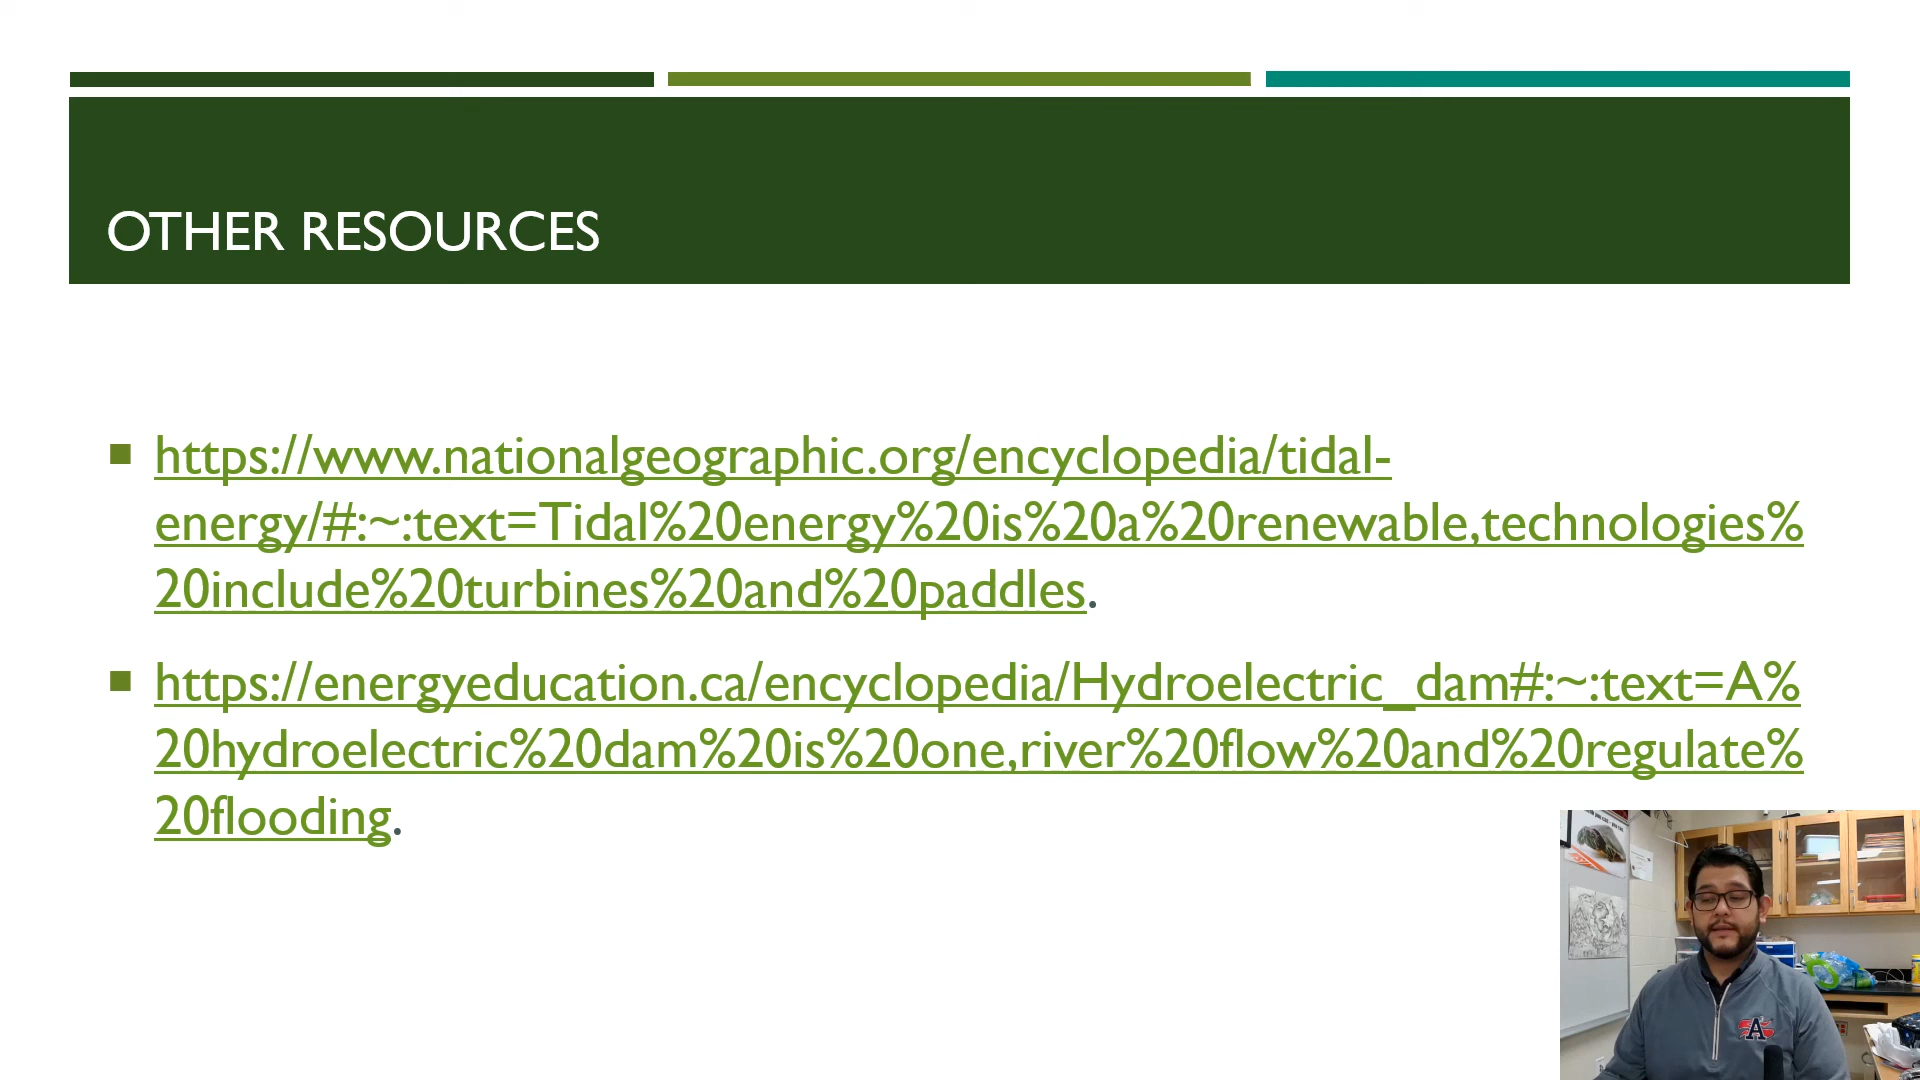 OTHER RESOURCES
https://www.nationalgeographic.org/encyclopedia/tidal-
energy/#:~:text=Tidal%20energy%20is%20a%20renewable,technologies%
20include%20turbines%20and%20paddles.
https://energyeducation.ca/encyclopedia/Hydroelectric_dam#:~:text=A%
20hydroelectric%20dam%20is%20one,river%20flow%20and%20regulate%
20flooding.
A